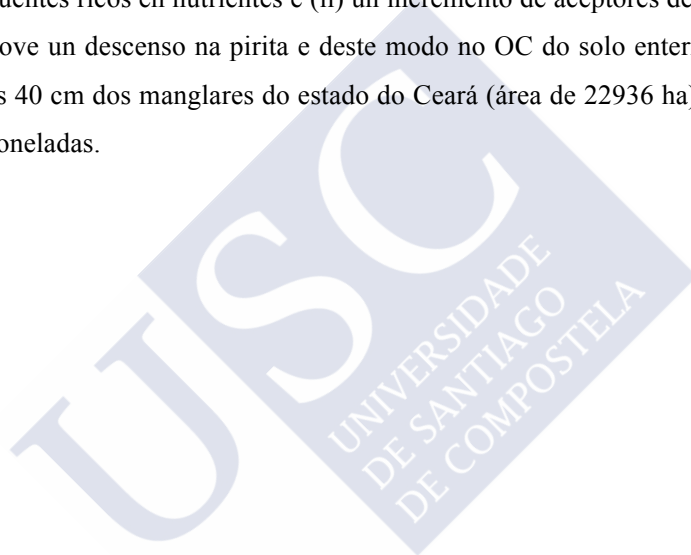 uentes ricos en nutrientes e (ii) un incremento de aceptores de
ove un descenso na pirita e deste modo no OC do solo enter
s 40 cm dos manglares do estado do Ceará (área de 22936 ha)
oneladas.
USC
UNIVERSIDADE
DE SANTIAGO
DE COMPOSTELA